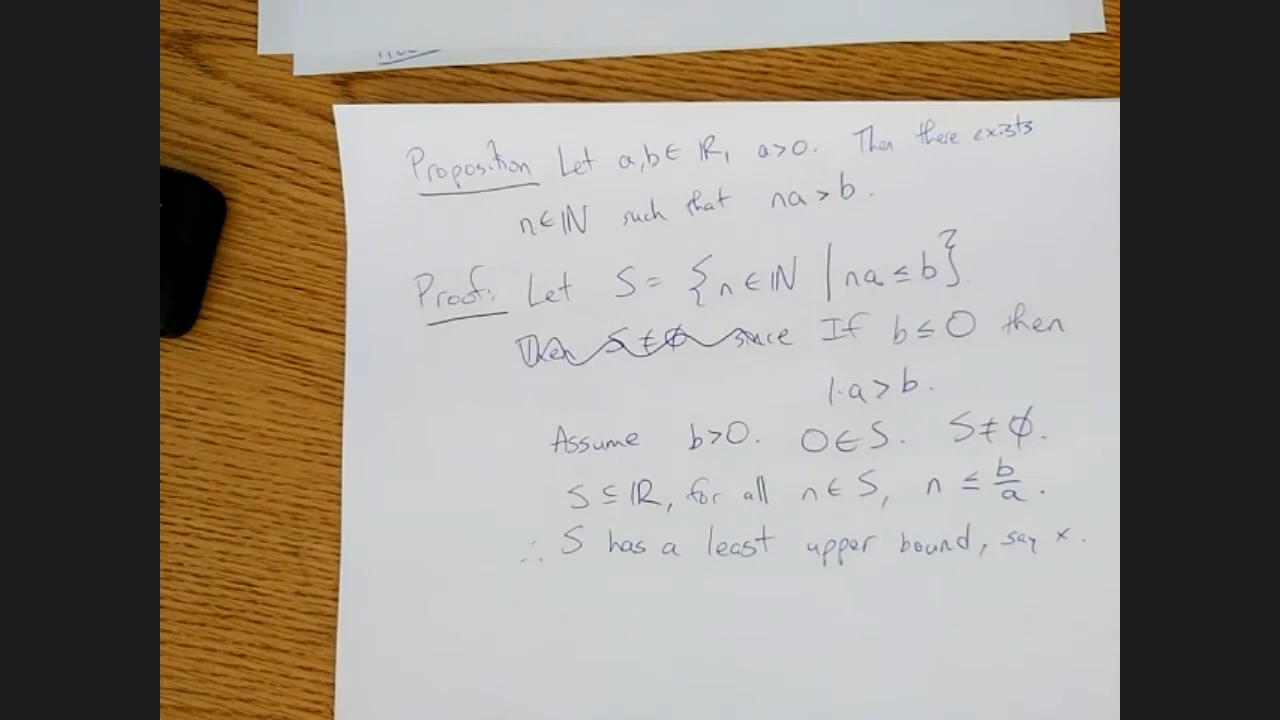 Proposition Let a,b ∈ ℝ, a>0. Then there exists
n∈ℕ such that na > b.
Proof: Let S = {n ∈ ℕ | na ≤ b}.
Then S ≠ ∅ since If b ≤ 0 then
1·a > b.
Assume b>0. 0∈S. S≠∅.
S ⊆ ℝ, for all n∈S, n ≤ b/a.
∴ S has a least upper bound, say x.